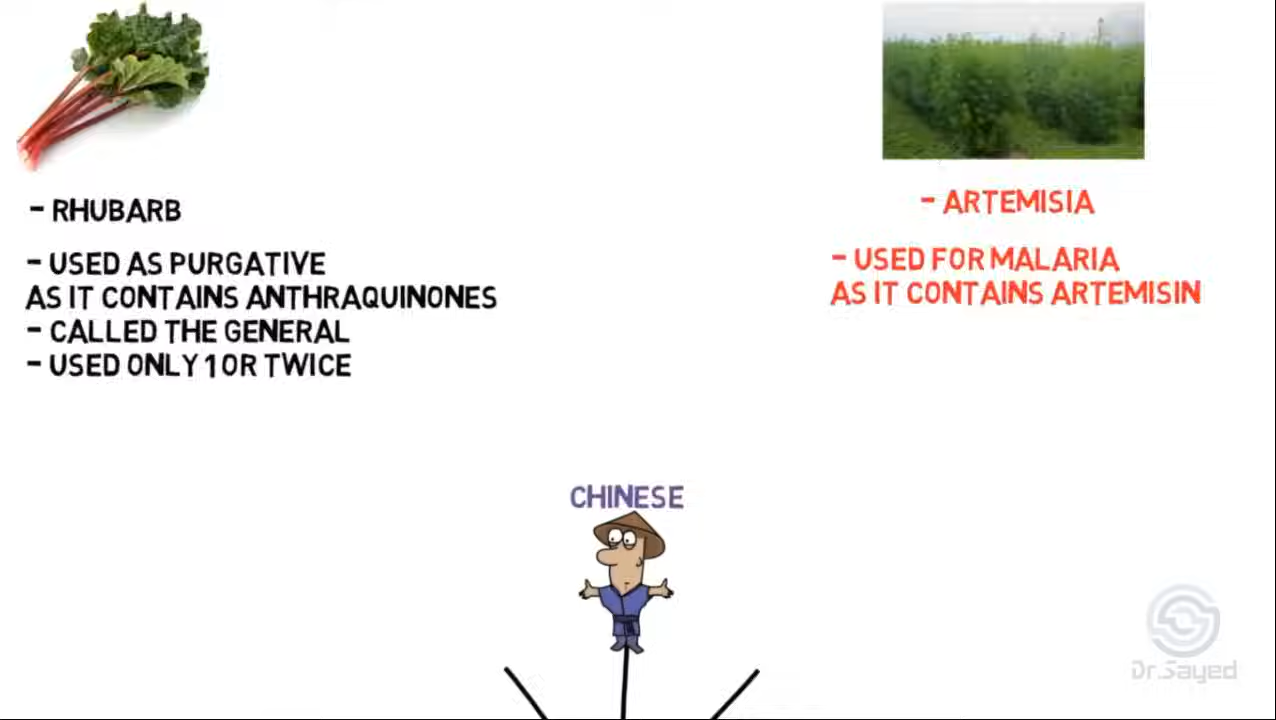 - RHUBARB
- USED AS PURGATIVE
AS IT CONTAINS ANTHRAQUINONES
- CALLED THE GENERAL
- USED ONLY 1 OR TWICE
- ARTEMISIA
- USED FOR MALARIA
AS IT CONTAINS ARTEMISIN
CHINESE
Dr.Sayed